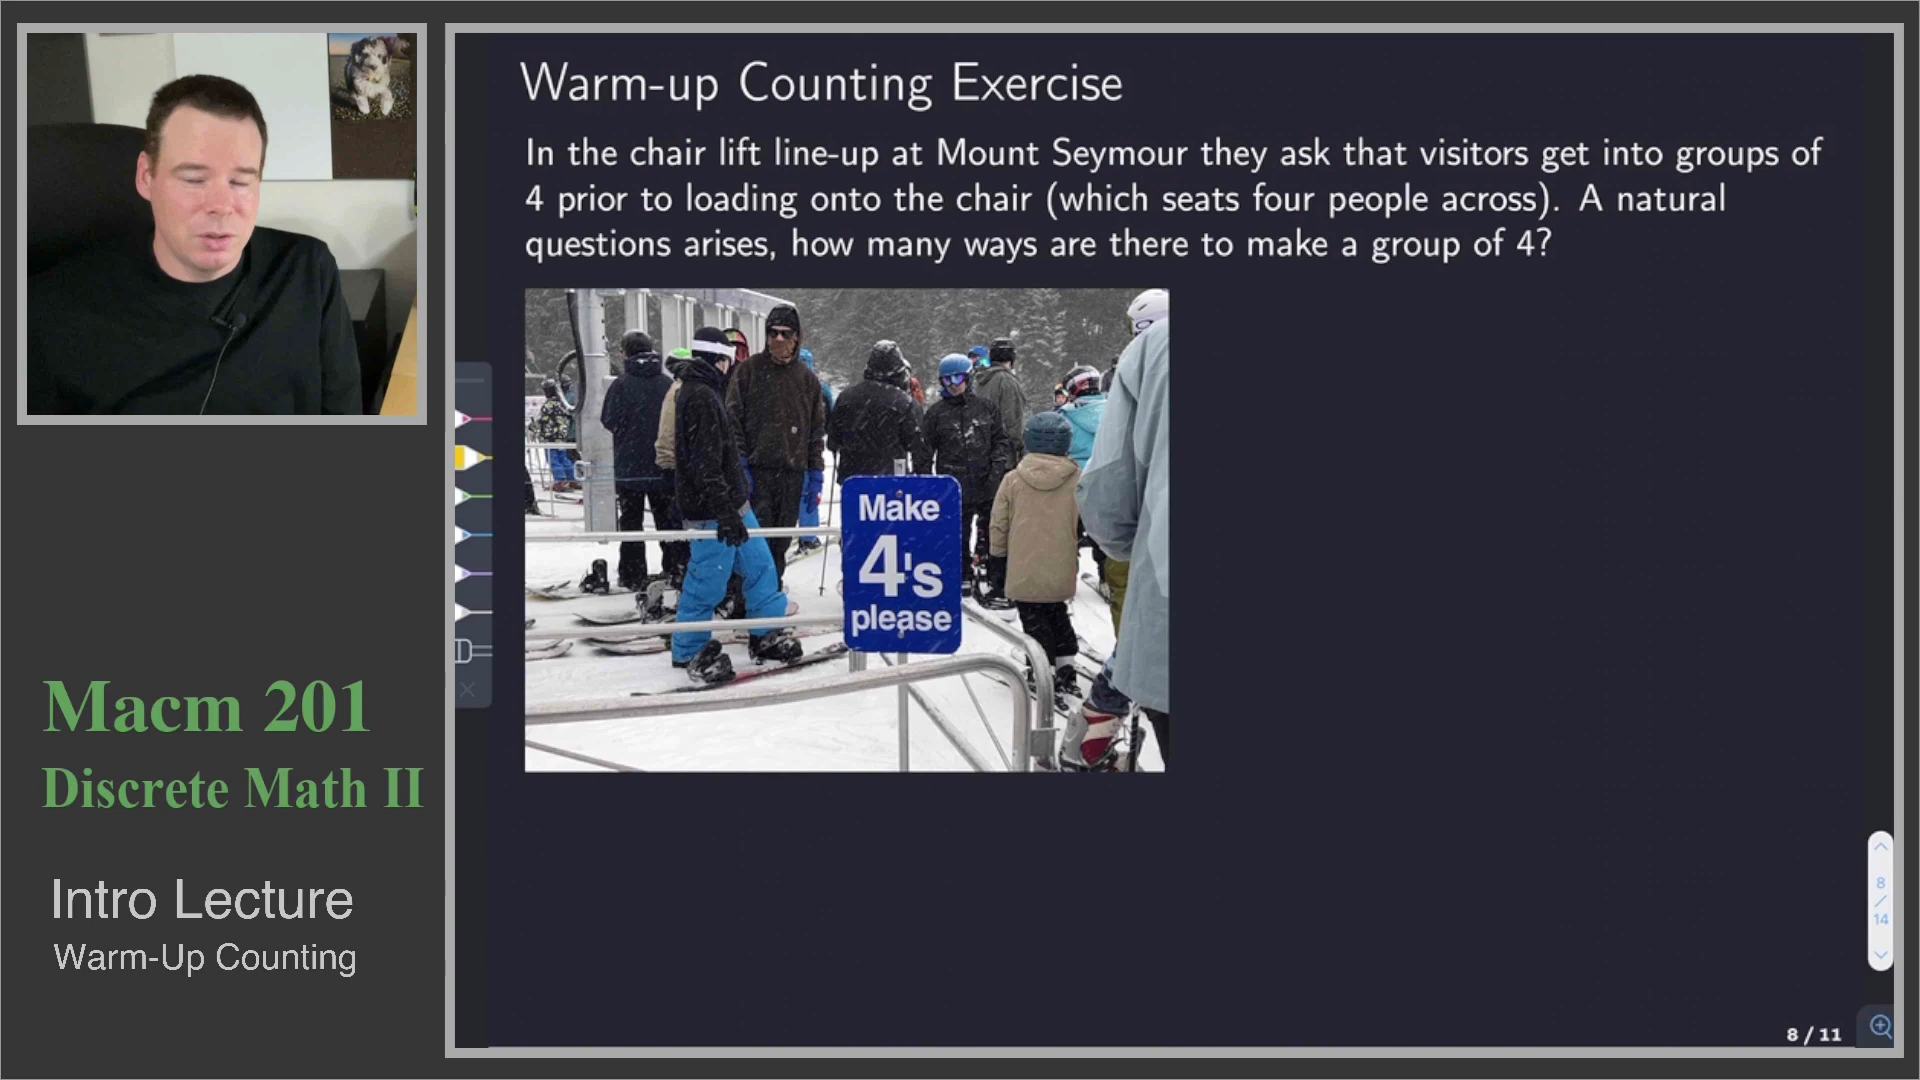 Warm-up Counting Exercise
In the chair lift line-up at Mount Seymour they ask that visitors get into groups of
4 prior to loading onto the chair (which seats four people across). A natural
questions arises, how many ways are there to make a group of 4?
Make
4's
please
Macm 201
Discrete Math II
Intro Lecture
Warm-Up Counting
8
/
14
8 / 11